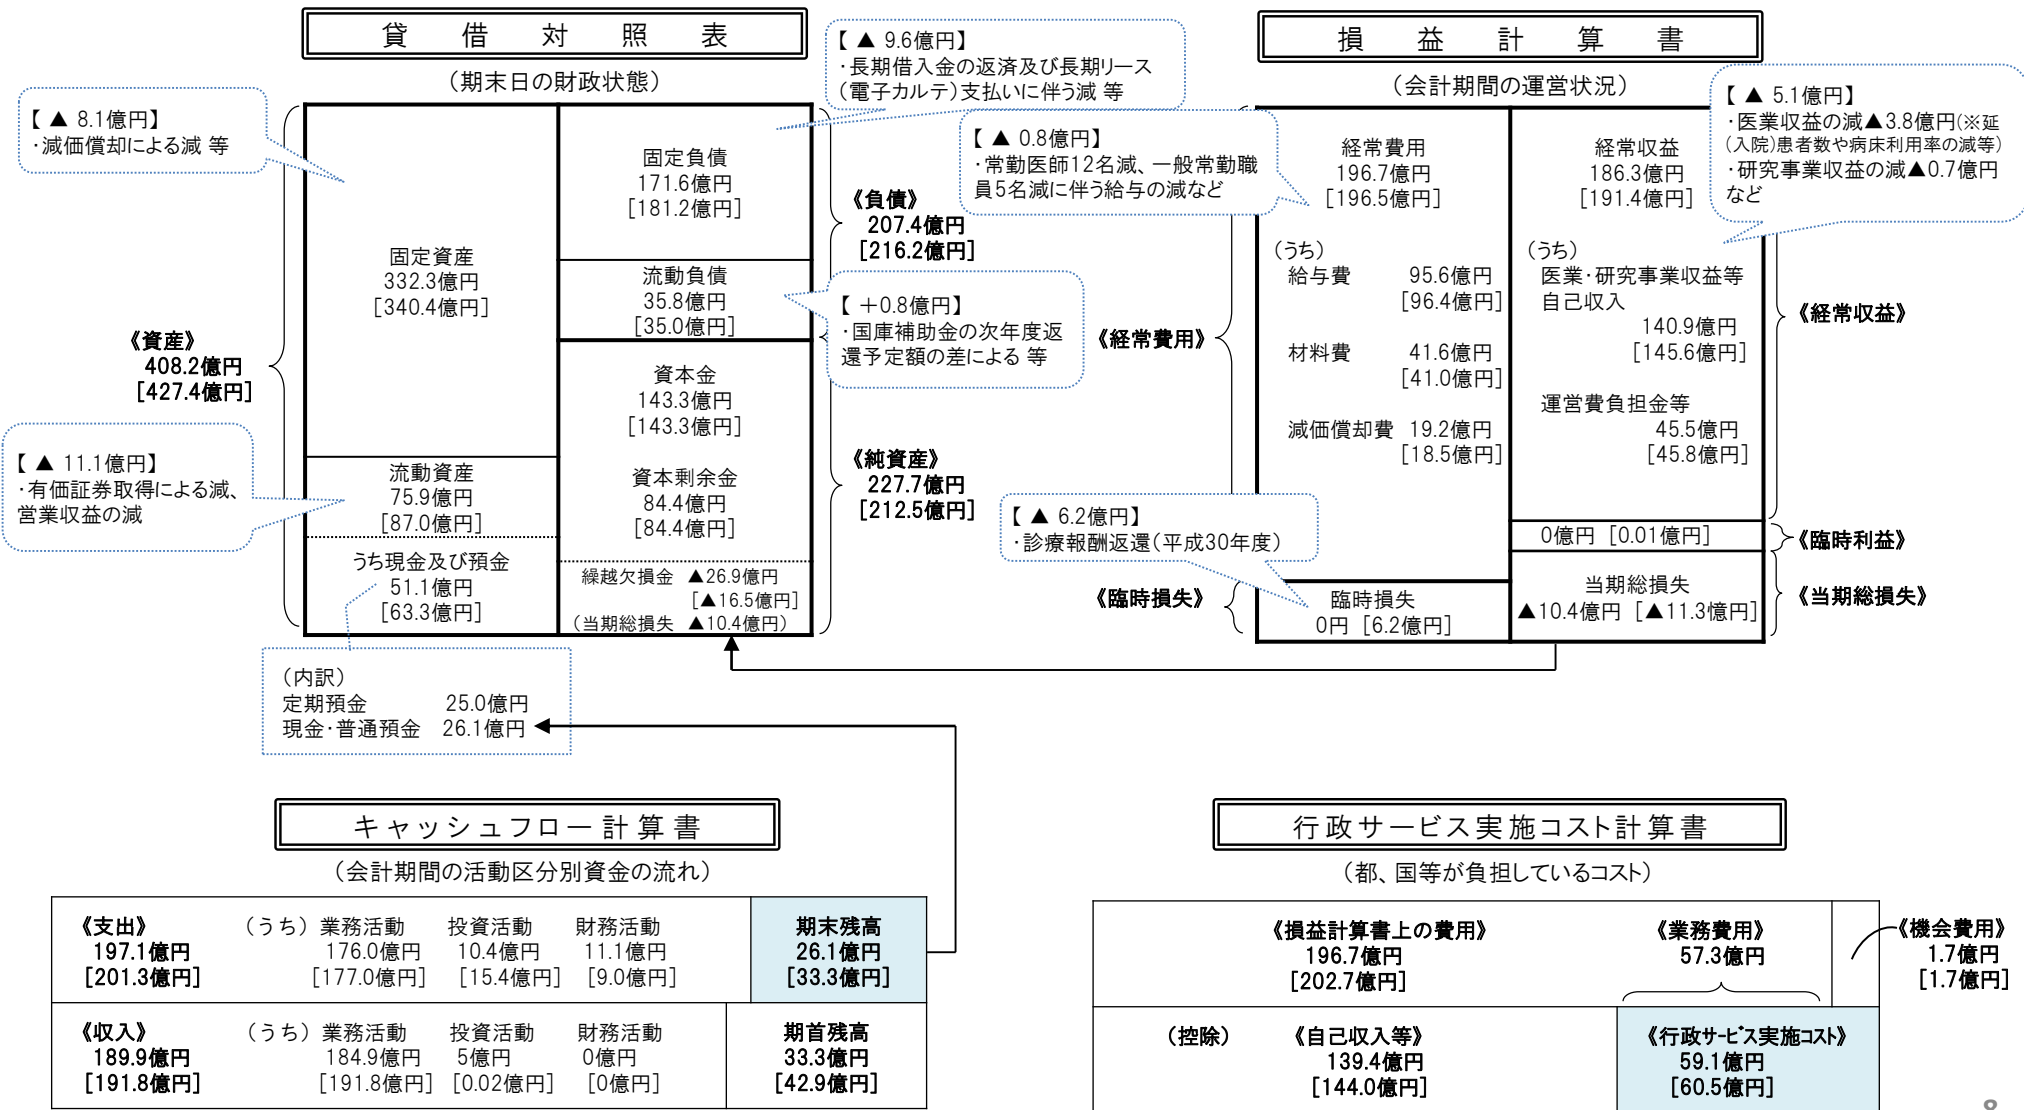 貸借対照表
（期末日の財政状態）
【 ▲ 8.1億円】
・減価償却による減 等
【 ▲ 9.6億円】
・長期借入金の返済及び長期リース
（電子カルテ）支払いに伴う減 等
固定資産
332.3億円
[340.4億円]
固定負債
171.6億円
[181.2億円]
流動負債
35.8億円
[35.0億円]
《負債》
207.4億円
[216.2億円]
【 ＋0.8億円】
・国庫補助金の次年度返
還予定額の差による 等
《資産》
408.2億円
[427.4億円]
【 ▲ 11.1億円】
・有価証券取得による減、
営業収益の減
流動資産
75.9億円
[87.0億円]
うち現金及び預金
51.1億円
[63.3億円]
資本金
143.3億円
[143.3億円]
資本剰余金
84.4億円
[84.4億円]
繰越欠損金 ▲26.9億円
[▲16.5億円]
（当期総損失 ▲10.4億円）
《純資産》
227.7億円
[212.5億円]
（内訳）
定期預金 25.0億円
現金・普通預金 26.1億円
損益計算書
（会計期間の運営状況）
【 ▲ 0.8億円】
・常勤医師12名減、一般常勤職
員5名減に伴う給与の減など
【 ▲ 5.1億円】
・医業収益の減▲3.8億円（※延
（入院）患者数や病床利用率の減等）
・研究事業収益の減▲0.7億円
など
経常費用
196.7億円
[196.5億円]
（うち）
給与費 95.6億円
[96.4億円]
材料費 41.6億円
[41.0億円]
減価償却費 19.2億円
[18.5億円]
《経常費用》
経常収益
186.3億円
[191.4億円]
（うち）
医業・研究事業収益等
自己収入
140.9億円
[145.6億円]
運営費負担金等
45.5億円
[45.8億円]
《経常収益》
【 ▲ 6.2億円】
・診療報酬返還（平成30年度）
0億円 [0.01億円]
《臨時利益》
《臨時損失》
臨時損失
0円 [6.2億円]
当期総損失
▲10.4億円 [▲11.3億円]
《当期総損失》
キャッシュフロー計算書
（会計期間の活動区分別資金の流れ）
《支出》 （うち） 業務活動 投資活動 財務活動 期末残高
197.1億円 176.0億円 10.4億円 11.1億円 26.1億円
[201.3億円] [177.0億円] [15.4億円] [9.0億円] [33.3億円]
《収入》 （うち） 業務活動 投資活動 財務活動 期首残高
189.9億円 184.9億円 5億円 0億円 33.3億円
[191.8億円] [191.8億円] [0.02億円] [0億円] [42.9億円]
行政サービス実施コスト計算書
（都、国等が負担しているコスト）
《損益計算書上の費用》 《業務費用》 《機会費用》
196.7億円 57.3億円 1.7億円
[202.7億円] [1.7億円]
（控除） 《自己収入等》 《行政サービス実施コスト》
139.4億円 59.1億円
[144.0億円] [60.5億円]